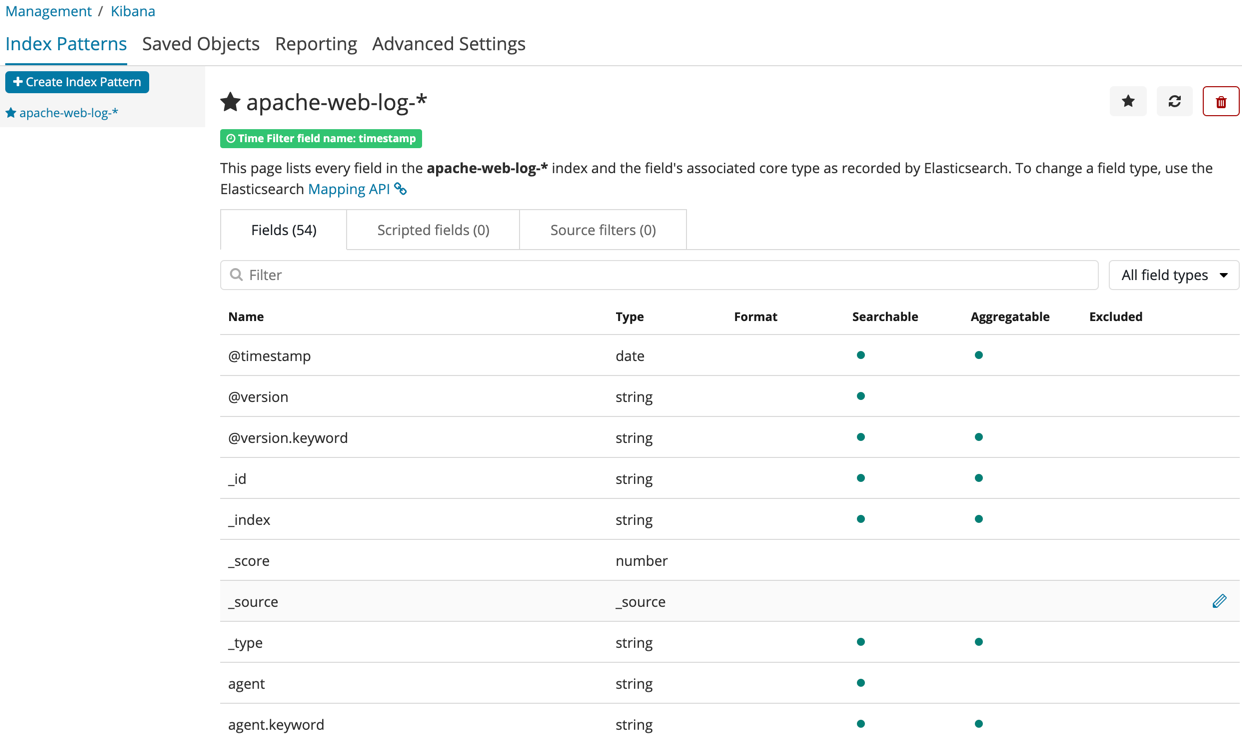 Management / Kibana
Index Patterns Saved Objects Reporting Advanced Settings
Create Index Pattern
apache-web-log-*
apache-web-log-*
Time Filter field name: timestamp
This page lists every field in the apache-web-log-* index and the field's associated core type as recorded by Elasticsearch. To change a field type, use the
Elasticsearch Mapping API
Fields (54) Scripted fields (0) Source filters (0)
Filter All field types
Name Type Format Searchable Aggregatable Excluded
@timestamp date
@version string
@version.keyword string
_id string
_index string
_score number
_source _source
_type string
agent string
agent.keyword string